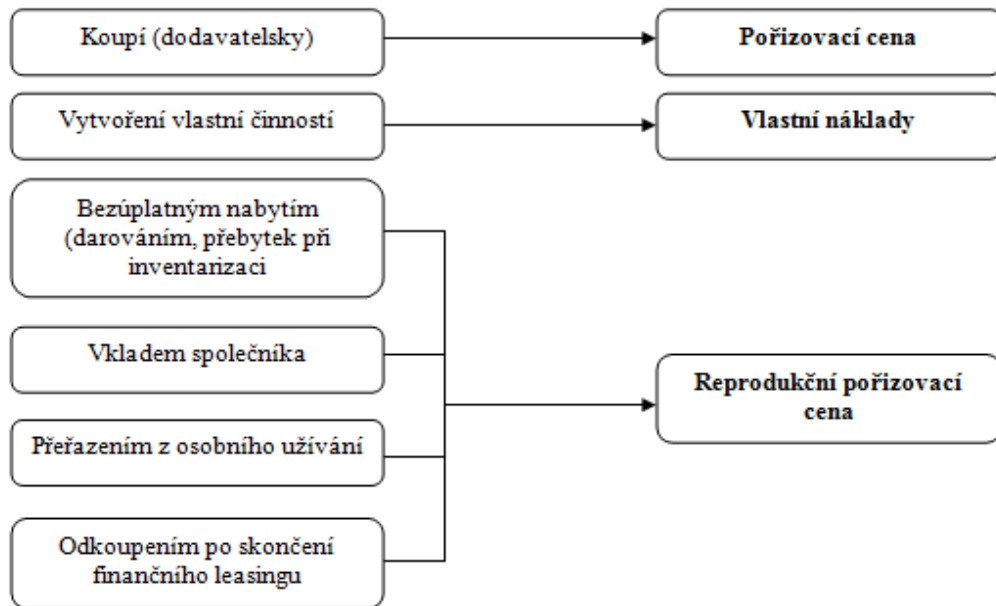 Koupí (dodavatelsky)
Pořizovací cena
Vytvoření vlastní činností
Vlastní náklady
Bezúplatným nabytím
(darováním, přebytek při
inventarizaci
Vkladem společníka
Reprodukční pořizovací
cena
Přeřazením z osobního užívání
Odkoupením po skončení
finančního leasingu